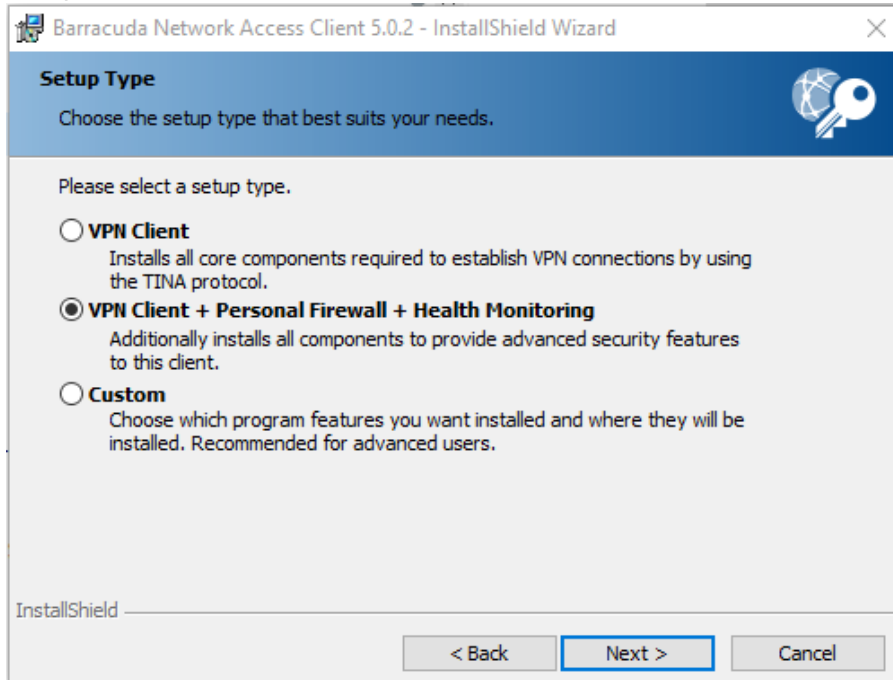 Barracuda Network Access Client 5.0.2 - InstallShield Wizard
Setup Type
Choose the setup type that best suits your needs.
Please select a setup type.
VPN Client
Installs all core components required to establish VPN connections by using
the TINA protocol.
VPN Client + Personal Firewall + Health Monitoring
Additionally installs all components to provide advanced security features
to this client.
Custom
Choose which program features you want installed and where they will be
installed. Recommended for advanced users.
InstallShield
< Back
Next >
Cancel